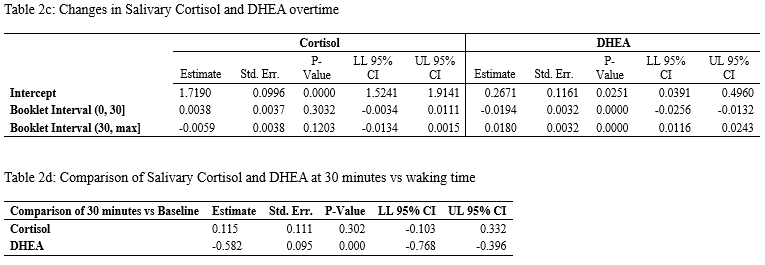 Table 2c: Changes in Salivary Cortisol and DHEA overtime
Cortisol DHEA
P- LL 95% UL 95% P- LL 95% UL 95%
Estimate Std. Err. Value CI CI Estimate Std. Err. Value CI CI
Intercept 1.7190 0.0996 0.0000 1.5241 1.9141 0.2671 0.1161 0.0251 0.0391 0.4960
Booklet Interval (0, 30] 0.0038 0.0037 0.3032 -0.0034 0.0111 -0.0194 0.0032 0.0000 -0.0256 -0.0132
Booklet Interval (30, max] -0.0059 0.0038 0.1203 -0.0134 0.0015 0.0180 0.0032 0.0000 0.0116 0.0243
Table 2d: Comparison of Salivary Cortisol and DHEA at 30 minutes vs waking time
Comparison of 30 minutes vs Baseline Estimate Std. Err. P-Value LL 95% CI UL 95% CI
Cortisol 0.115 0.111 0.302 -0.103 0.332
DHEA -0.582 0.095 0.000 -0.768 -0.396